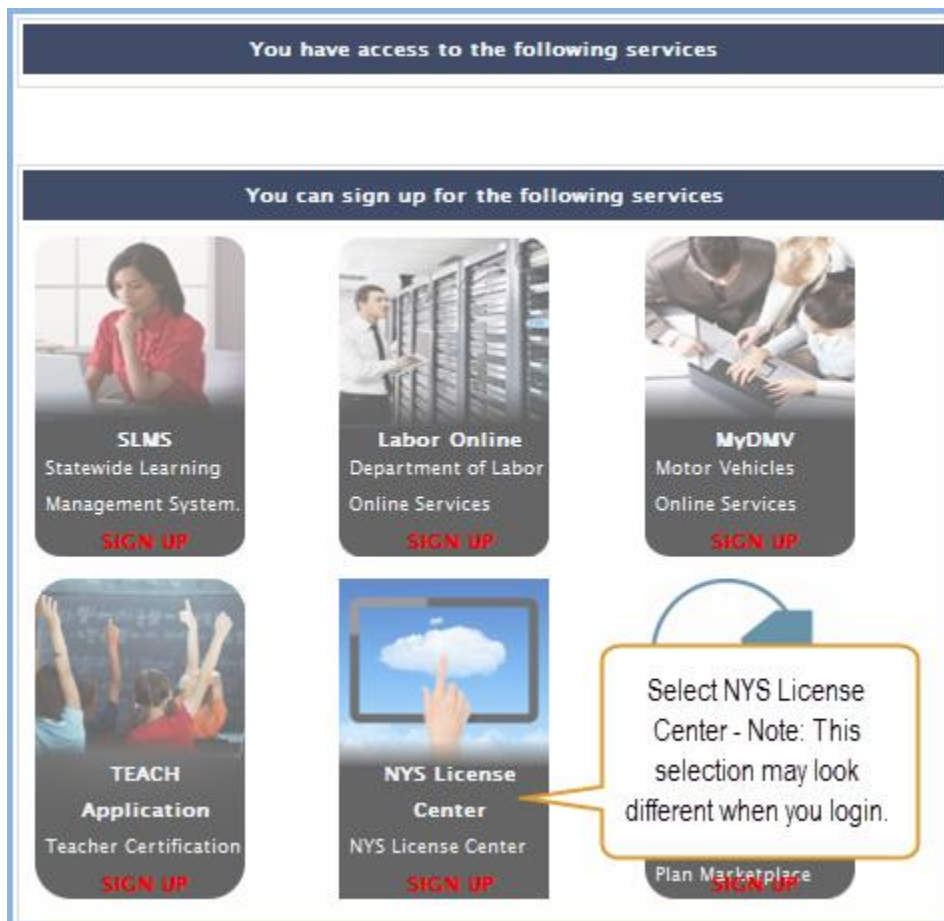 You have access to the following services
You can sign up for the following services
SLMS
Statewide Learning
Management System.
SIGN UP
Labor Online
Department of Labor
Online Services
SIGN UP
MyDMV
Motor Vehicles
Online Services
SIGN UP
TEACH
Application
Teacher Certification
SIGN UP
NYS License
Center
NYS License Center
SIGN UP
Select NYS License
Center - Note: This
selection may look
different when you login.
Plan Marketplace
SIGN UP